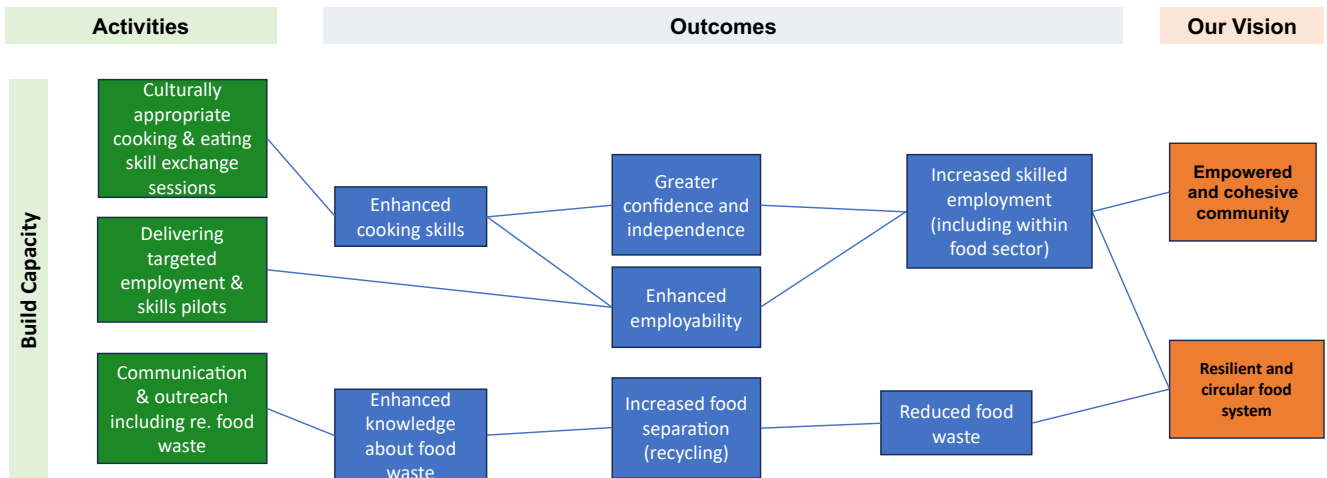 Activities
Outcomes
Our Vision
Build Capacity
Culturally
appropriate
cooking & eating
skill exchange
sessions
Delivering
targeted
employment &
skills pilots
Communication
& outreach
including re. food
waste
Enhanced
cooking skills
Enhanced
knowledge
about food
waste
Greater
confidence and
independence
Enhanced
employability
Increased food
separation
(recycling)
Increased skilled
employment
(including within
food sector)
Reduced food
waste
Empowered
and cohesive
community
Resilient and
circular food
system